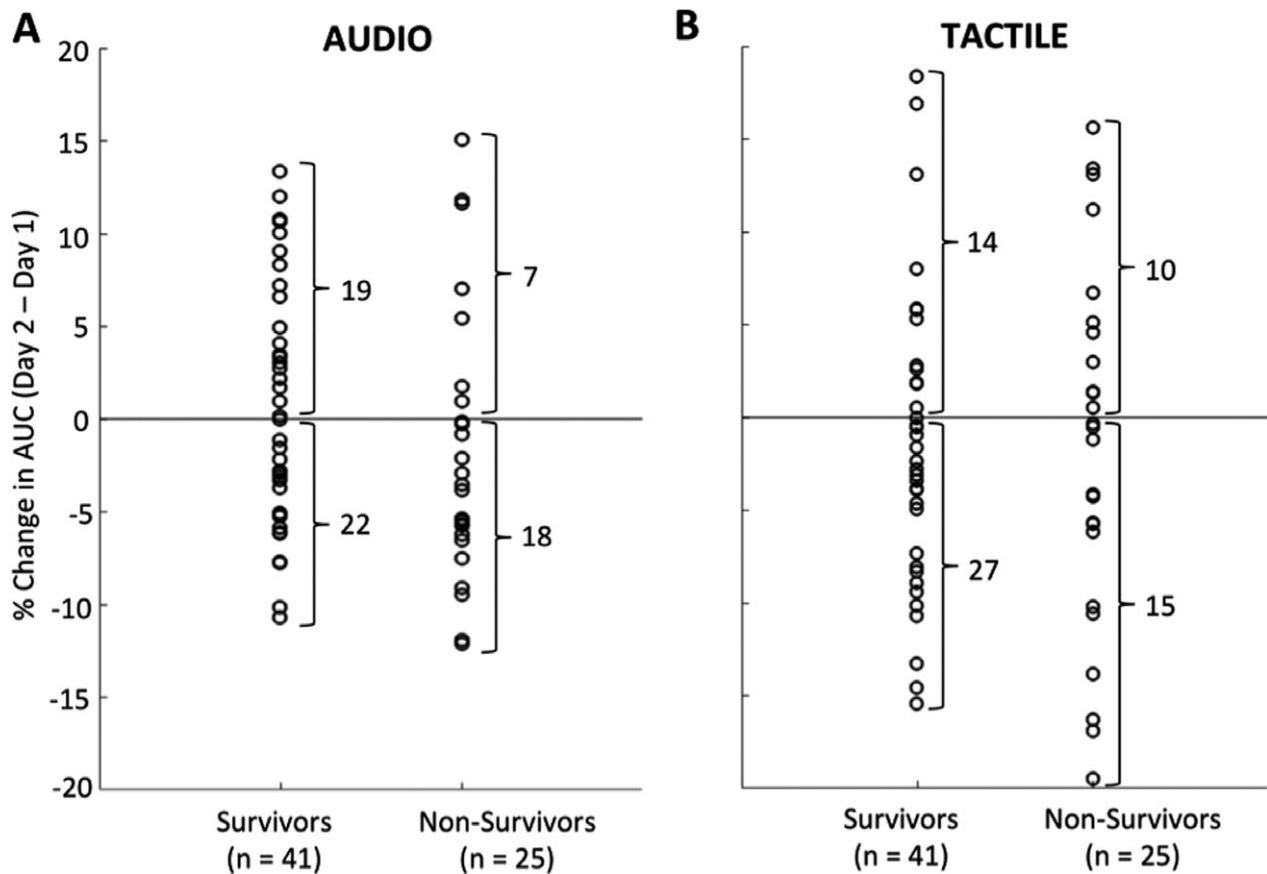 A
AUDIO
% Change in AUC (Day 2 – Day 1)
20
15
10
5
0
-5
-10
-15
-20
19
22
7
18
Survivors
(n = 41)
Non-Survivors
(n = 25)
B
TACTILE
14
27
10
15
Survivors
(n = 41)
Non-Survivors
(n = 25)